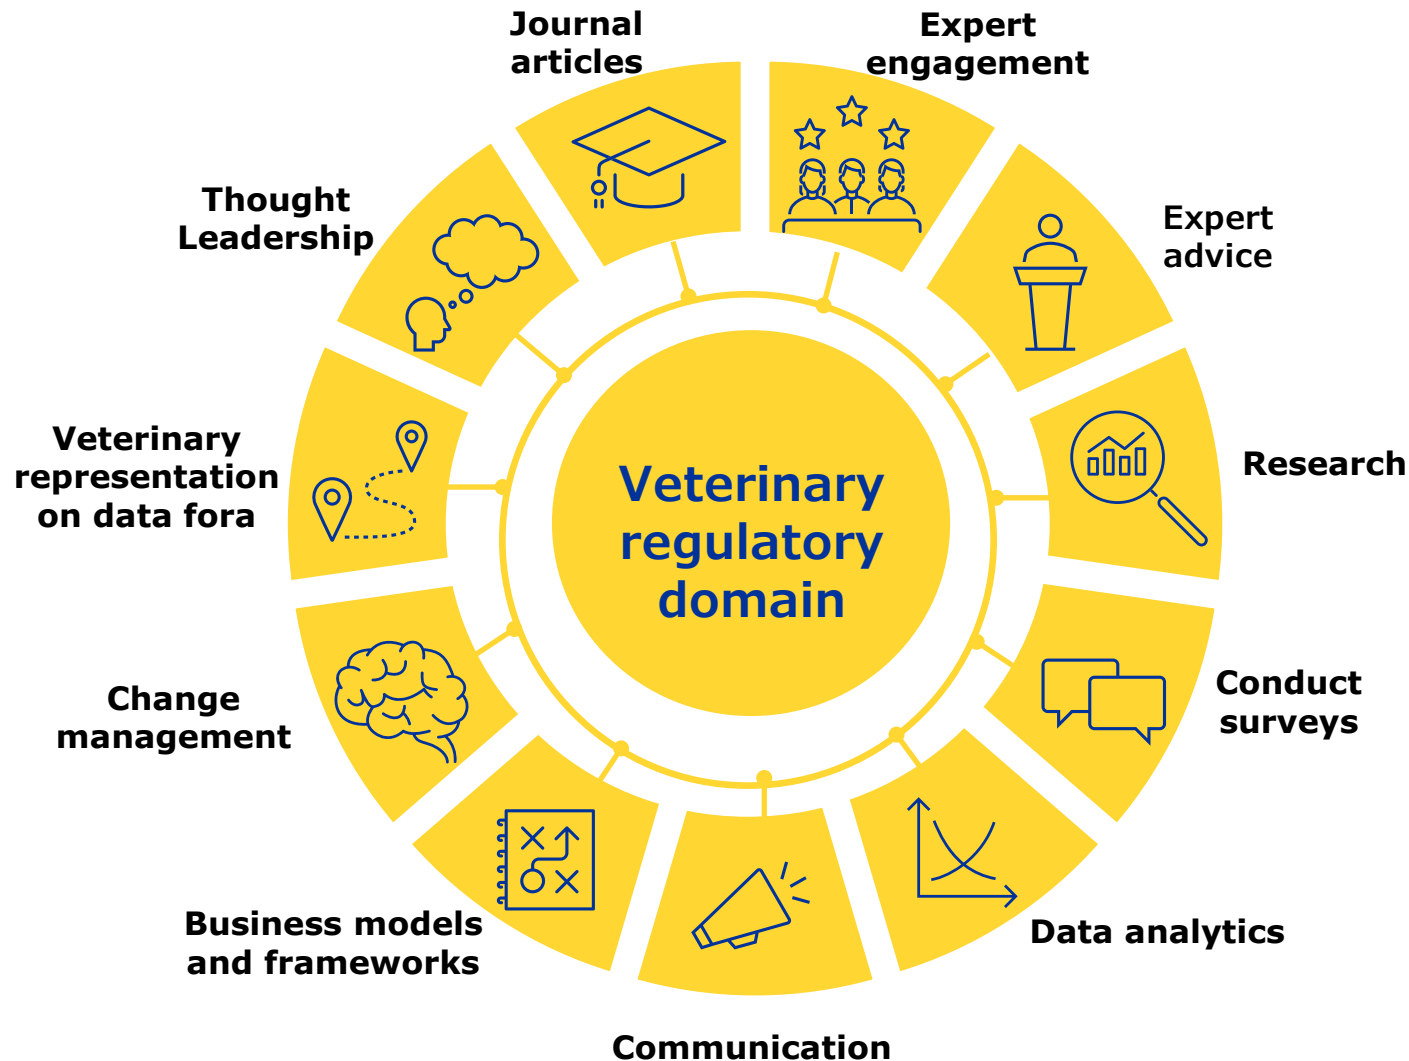 Journal
articles
Expert
engagement
Thought
Leadership
Expert
advice
Veterinary
representation
on data fora
Research
Veterinary
regulatory
domain
Change
management
Conduct
surveys
Business models
and frameworks
Data analytics
Communication